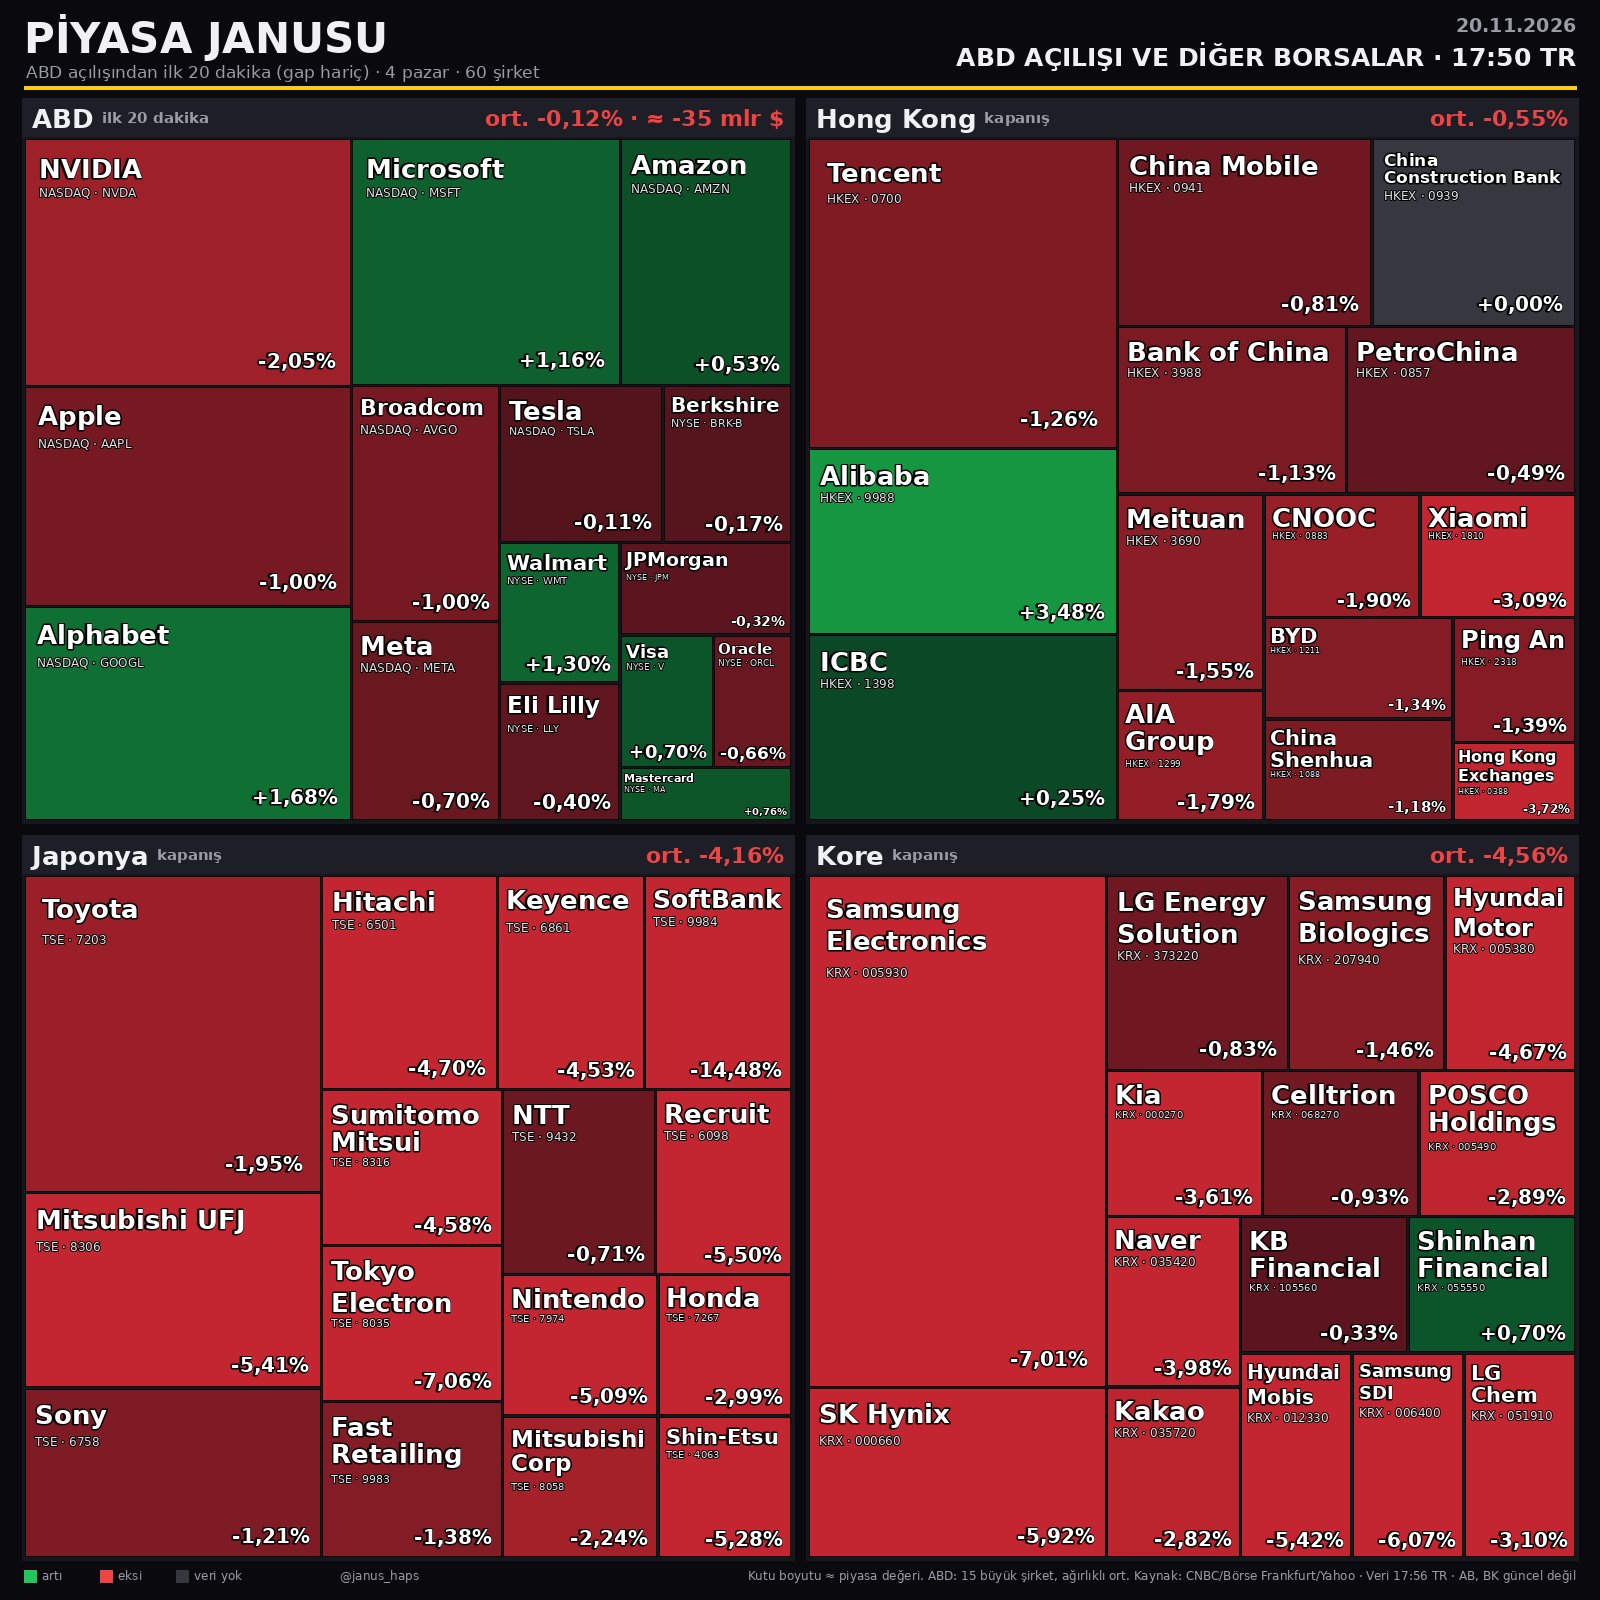 PİYASA JANUSU
ABD açılışından ilk 20 dakika (gap hariç) · 4 pazar · 60 şirket
20.11.2026
ABD AÇILIŞI VE DİĞER BORSALAR · 17:50 TR
ABD ilk 20 dakika ort. -0,12% · ≈ -35 mlr $
NVIDIA
NASDAQ · NVDA
-2,05%
Microsoft
NASDAQ · MSFT
+1,16%
Amazon
NASDAQ · AMZN
+0,53%
Apple
NASDAQ · AAPL
-1,00%
Alphabet
NASDAQ · GOOGL
+1,68%
Broadcom
NASDAQ · AVGO
-1,00%
Meta
NASDAQ · META
-0,70%
Tesla
NASDAQ · TSLA
-0,11%
Berkshire
NYSE · BRK-B
-0,17%
Walmart
NYSE · WMT
+1,30%
Eli Lilly
NYSE · LLY
-0,40%
JPMorgan
NYSE · JPM
-0,32%
Visa
NYSE · V
+0,70%
Oracle
NYSE · ORCL
-0,66%
Mastercard
NYSE · MA
+0,76%
Hong Kong kapanış ort. -0,55%
Tencent
HKEX · 0700
-1,26%
Alibaba
HKEX · 9988
+3,48%
ICBC
HKEX · 1398
+0,25%
China Mobile
HKEX · 0941
-0,81%
China
Construction Bank
HKEX · 0939
+0,00%
Bank of China
HKEX · 3988
-1,13%
PetroChina
HKEX · 0857
-0,49%
Meituan
HKEX · 3690
-1,55%
AIA
Group
HKEX · 1299
-1,79%
CNOOC
HKEX · 0883
-1,90%
Xiaomi
HKEX · 1810
-3,09%
BYD
HKEX · 1211
-1,34%
China
Shenhua
HKEX · 1088
-1,18%
Ping An
HKEX · 2318
-1,39%
Hong Kong
Exchanges
HKEX · 0388
-3,72%
Japonya kapanış ort. -4,16%
Toyota
TSE · 7203
-1,95%
Mitsubishi UFJ
TSE · 8306
-5,41%
Sony
TSE · 6758
-1,21%
Hitachi
TSE · 6501
-4,70%
Keyence
TSE · 6861
-4,53%
SoftBank
TSE · 9984
-14,48%
Sumitomo
Mitsui
TSE · 8316
-4,58%
Tokyo
Electron
TSE · 8035
-7,06%
Fast
Retailing
TSE · 9983
-1,38%
NTT
TSE · 9432
-0,71%
Recruit
TSE · 6098
-5,50%
Nintendo
TSE · 7974
-5,09%
Honda
TSE · 7267
-2,99%
Mitsubishi
Corp
TSE · 8058
-2,24%
Shin-Etsu
TSE · 4063
-5,28%
Kore kapanış ort. -4,56%
Samsung
Electronics
KRX · 005930
-7,01%
SK Hynix
KRX · 000660
-5,92%
LG Energy
Solution
KRX · 373220
-0,83%
Samsung
Biologics
KRX · 207940
-1,46%
Hyundai
Motor
KRX · 005380
-4,67%
Kia
KRX · 000270
-3,61%
Celltrion
KRX · 068270
-0,93%
POSCO
Holdings
KRX · 005490
-2,89%
Naver
KRX · 035420
-3,98%
Kakao
KRX · 035720
-2,82%
KB
Financial
KRX · 105560
-0,33%
Shinhan
Financial
KRX · 055550
+0,70%
Hyundai
Mobis
KRX · 012330
-5,42%
Samsung
SDI
KRX · 006400
-6,07%
LG
Chem
KRX · 051910
-3,10%
artı eksi veri yok @janus_haps
Kutu boyutu ≈ piyasa değeri. ABD: 15 büyük şirket, ağırlıklı ort. Kaynak: CNBC/Börse Frankfurt/Yahoo · Veri 17:56 TR · AB, BK güncel değil